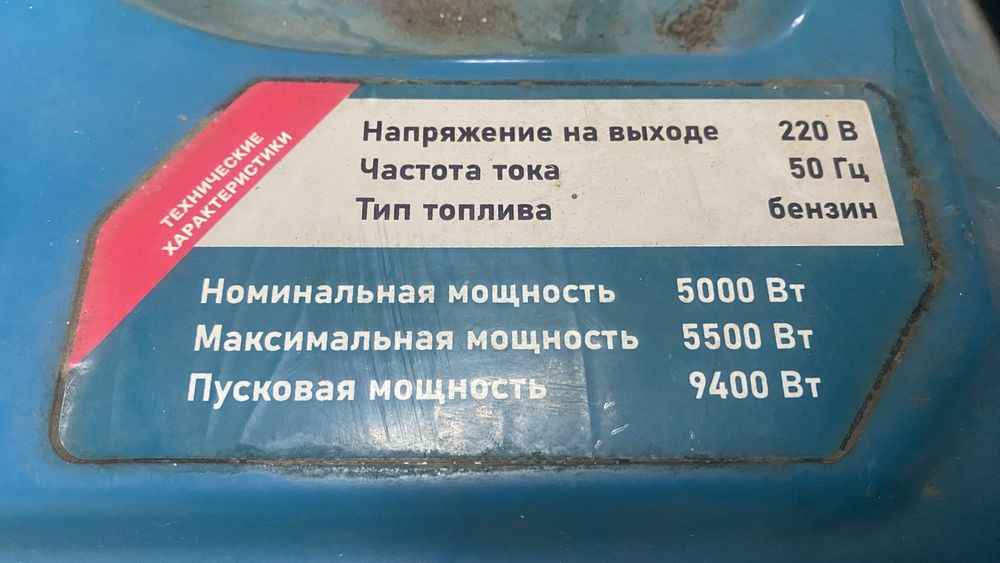 ТЕХНИЧЕСКИЕ
ХАРАКТЕРИСТИКИ
Напряжение на выходе 220 В
Частота тока 50 Гц
Тип топлива бензин
Номинальная мощность 5000 Вт
Максимальная мощность 5500 Вт
Пусковая мощность 9400 Вт